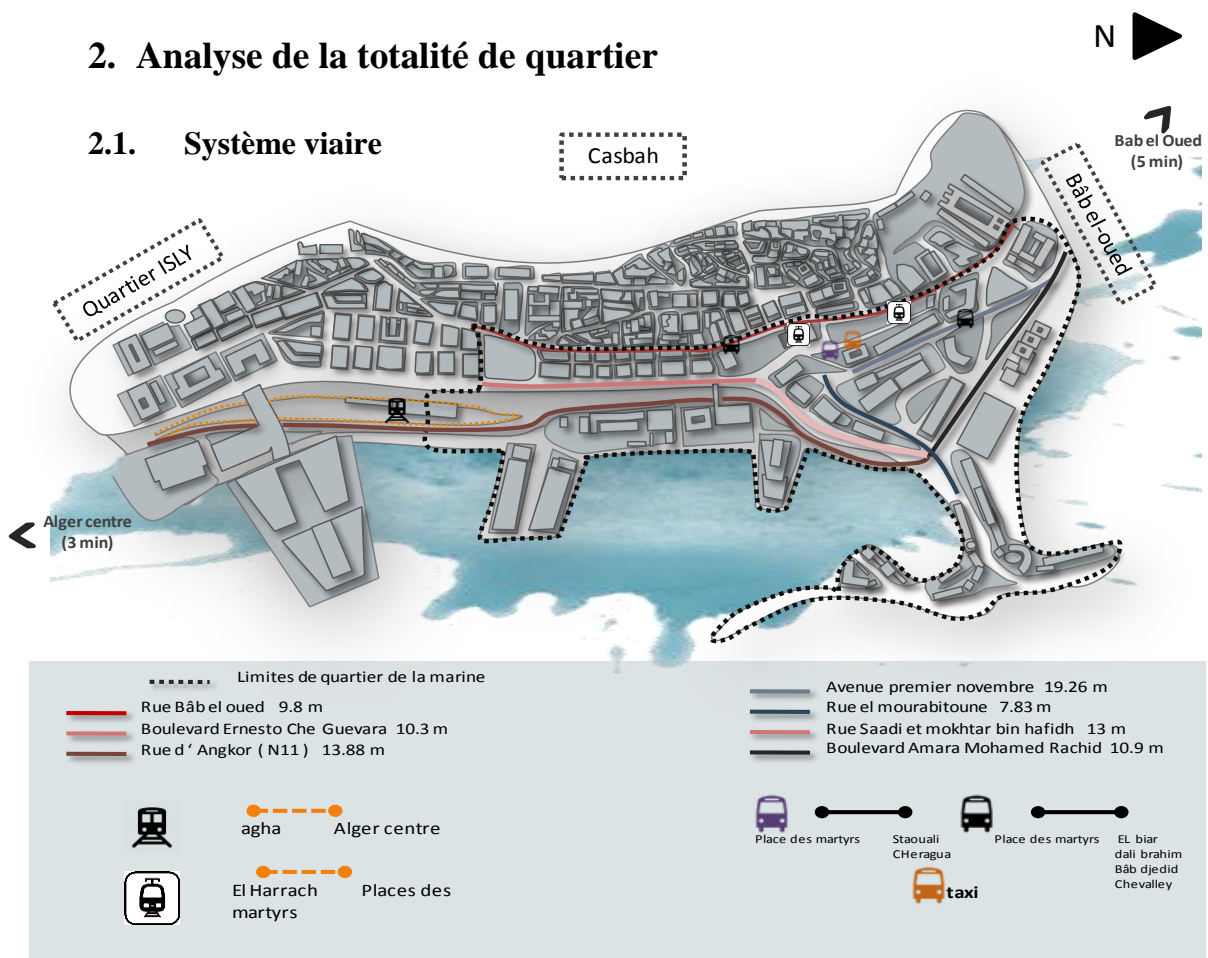 2. Analyse de la totalité de quartier
N
2.1. Système viaire
Casbah
Bab el Oued
(5 min)
Bâb el-oued
Quartier ISLY
Alger centre
(3 min)
Limites de quartier de la marine
Rue Bâb el oued 9.8 m
Boulevard Ernesto Che Guevara 10.3 m
Rue d ‘ Angkor ( N11 ) 13.88 m
Avenue premier novembre 19.26 m
Rue el mourabitoune 7.83 m
Rue Saadi et mokhtar bin hafidh 13 m
Boulevard Amara Mohamed Rachid 10.9 m
agha Alger centre
El Harrach Places des
martyrs
Place des martyrs Staouali
CHeragua
Place des martyrs EL biar
dali brahim
Bâb djedid
Chevalley
taxi